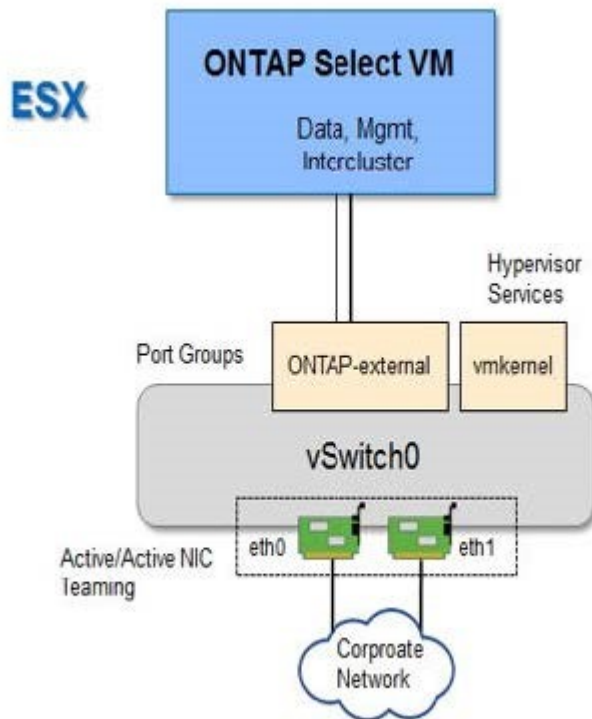 ESX
ONTAP Select VM
Data, Mgmt,
Intercluster
Hypervisor
Services
Port Groups
ONTAP-external
vmkernel
vSwitch0
eth0
eth1
Active/Active NIC
Teaming
Corproate
Network